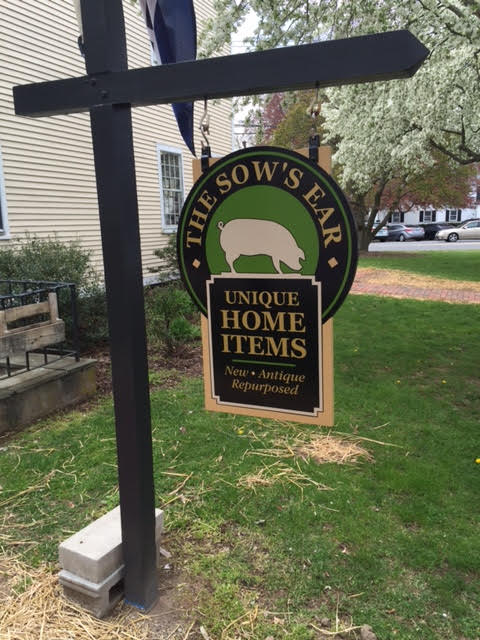 THE SOW'S EAR
UNIQUE
HOME
ITEMS
New • Antique
Repurposed